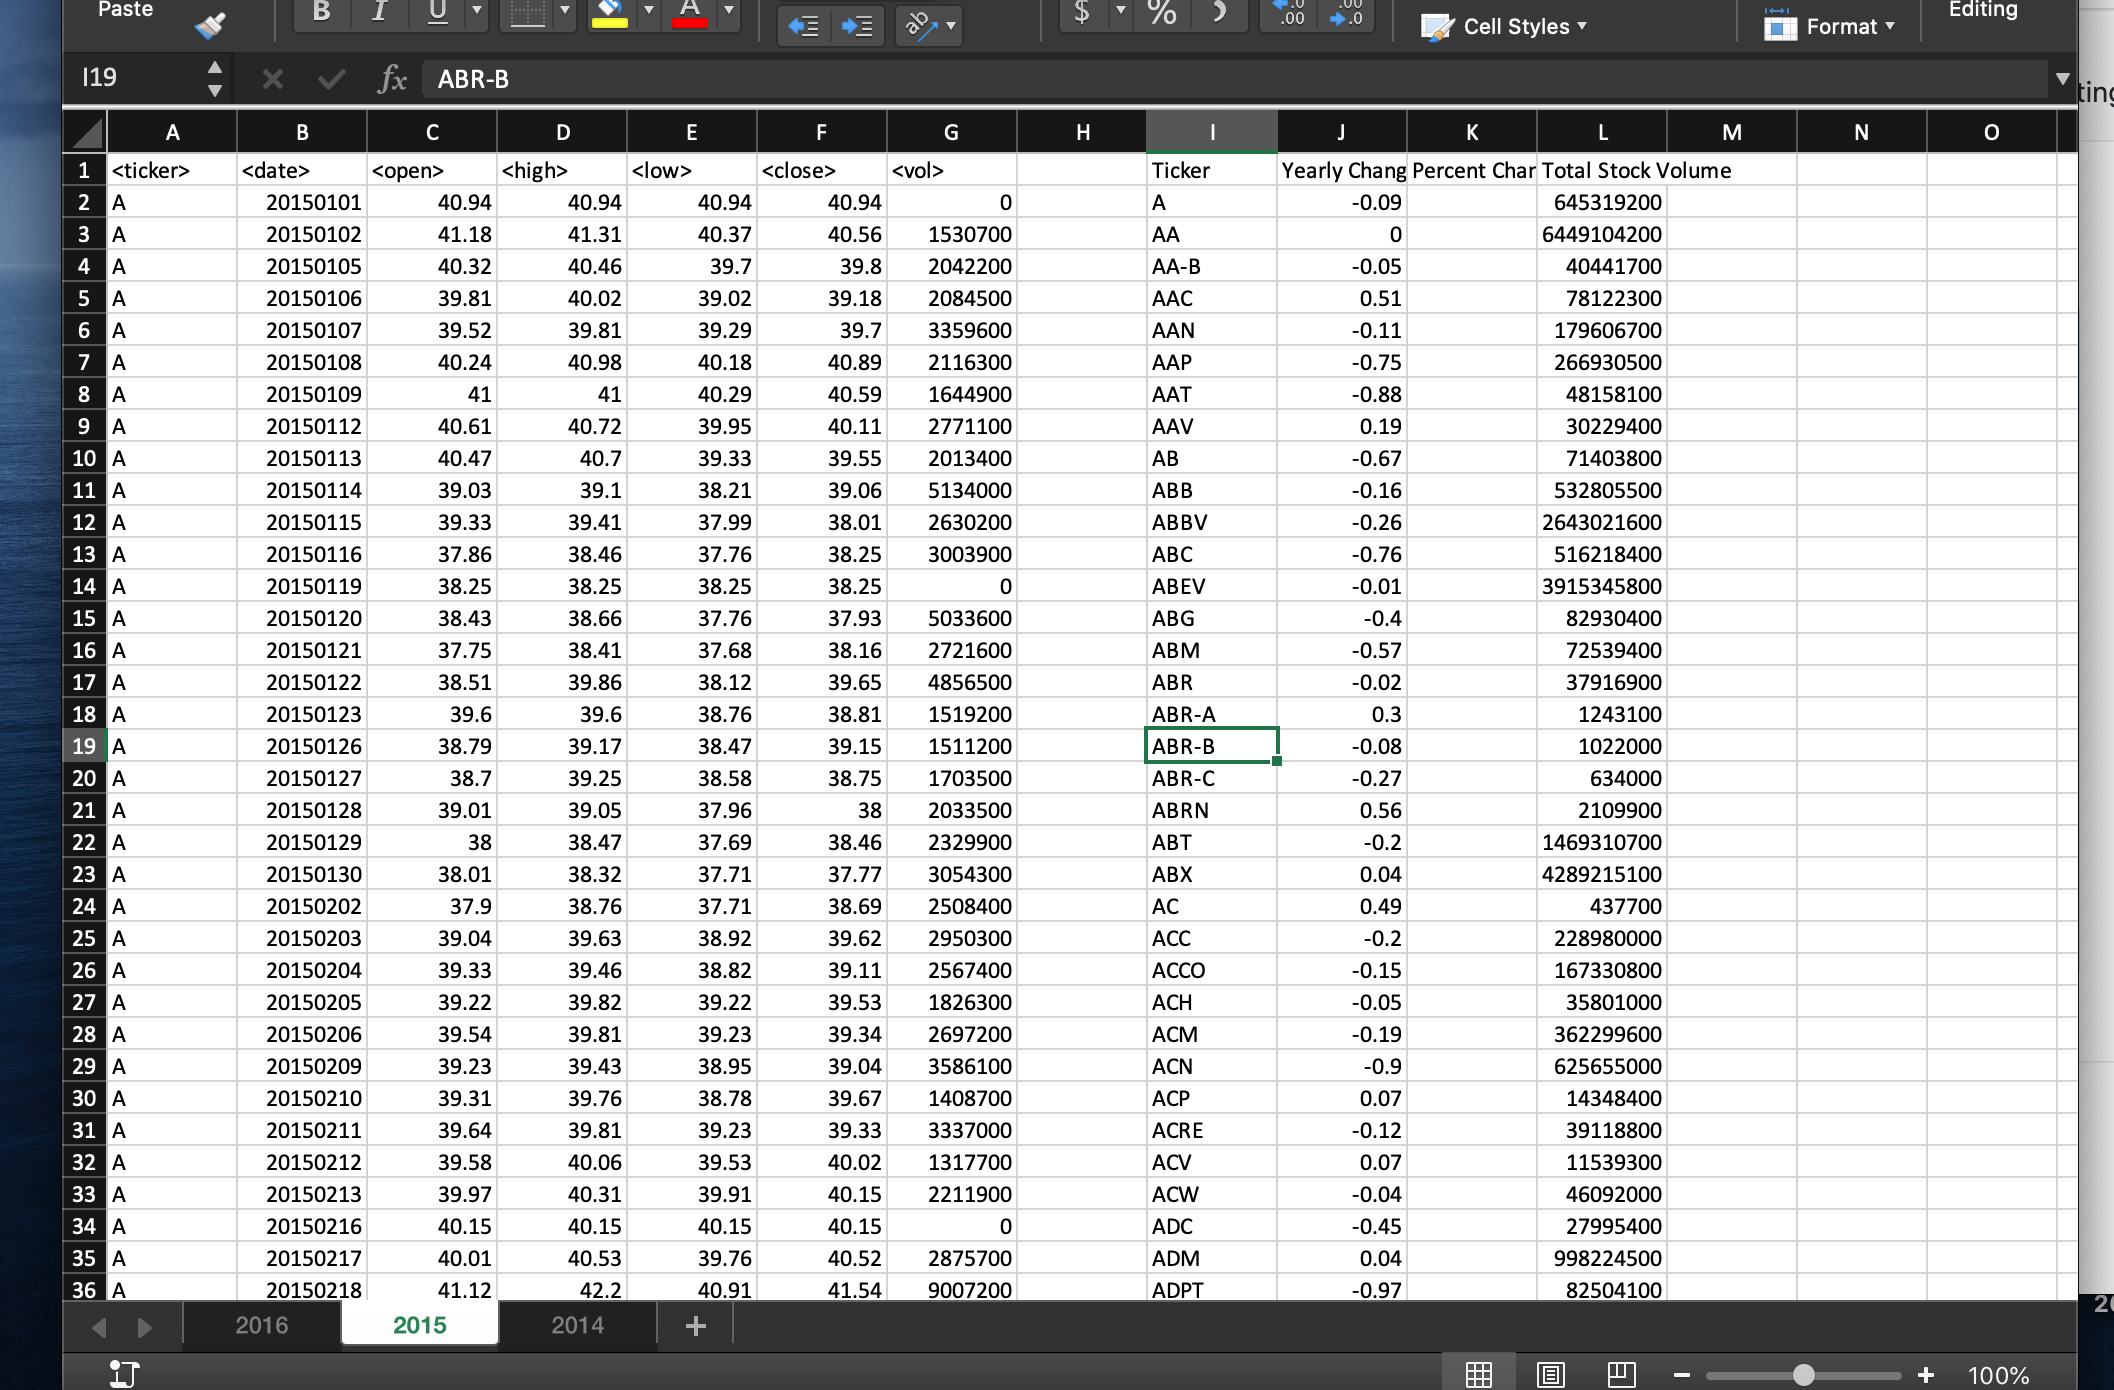 Paste B I U A $ % .0 .00 .00 .0 Cell Styles Format Editing
I19 fx ABR-B
A B C D E F G H I J K L M N O
1 <ticker> <date> <open> <high> <low> <close> <vol> Ticker Yearly Chang Percent Char Total Stock Volume
2 A 20150101 40.94 40.94 40.94 40.94 0 A -0.09 645319200
3 A 20150102 41.18 41.31 40.37 40.56 1530700 AA 0 6449104200
4 A 20150105 40.32 40.46 39.7 39.8 2042200 AA-B -0.05 40441700
5 A 20150106 39.81 40.02 39.02 39.18 2084500 AAC 0.51 78122300
6 A 20150107 39.52 39.81 39.29 39.7 3359600 AAN -0.11 179606700
7 A 20150108 40.24 40.98 40.18 40.89 2116300 AAP -0.75 266930500
8 A 20150109 41 41 40.29 40.59 1644900 AAT -0.88 48158100
9 A 20150112 40.61 40.72 39.95 40.11 2771100 AAV 0.19 30229400
10 A 20150113 40.47 40.7 39.33 39.55 2013400 AB -0.67 71403800
11 A 20150114 39.03 39.1 38.21 39.06 5134000 ABB -0.16 532805500
12 A 20150115 39.33 39.41 37.99 38.01 2630200 ABBV -0.26 2643021600
13 A 20150116 37.86 38.46 37.76 38.25 3003900 ABC -0.76 516218400
14 A 20150119 38.25 38.25 38.25 38.25 0 ABEV -0.01 3915345800
15 A 20150120 38.43 38.66 37.76 37.93 5033600 ABG -0.4 82930400
16 A 20150121 37.75 38.41 37.68 38.16 2721600 ABM -0.57 72539400
17 A 20150122 38.51 39.86 38.12 39.65 4856500 ABR -0.02 37916900
18 A 20150123 39.6 39.6 38.76 38.81 1519200 ABR-A 0.3 1243100
19 A 20150126 38.79 39.17 38.47 39.15 1511200 ABR-B -0.08 1022000
20 A 20150127 38.7 39.25 38.58 38.75 1703500 ABR-C -0.27 634000
21 A 20150128 39.01 39.05 37.96 38 2033500 ABRN 0.56 2109900
22 A 20150129 38 38.47 37.69 38.46 2329900 ABT -0.2 1469310700
23 A 20150130 38.01 38.32 37.71 37.77 3054300 ABX 0.04 4289215100
24 A 20150202 37.9 38.76 37.71 38.69 2508400 AC 0.49 437700
25 A 20150203 39.04 39.63 38.92 39.62 2950300 ACC -0.2 228980000
26 A 20150204 39.33 39.46 38.82 39.11 2567400 ACCO -0.15 167330800
27 A 20150205 39.22 39.82 39.22 39.53 1826300 ACH -0.05 35801000
28 A 20150206 39.54 39.81 39.23 39.34 2697200 ACM -0.19 362299600
29 A 20150209 39.23 39.43 38.95 39.04 3586100 ACN -0.9 625655000
30 A 20150210 39.31 39.76 38.78 39.67 1408700 ACP 0.07 14348400
31 A 20150211 39.64 39.81 39.23 39.33 3337000 ACRE -0.12 39118800
32 A 20150212 39.58 40.06 39.53 40.02 1317700 ACV 0.07 11539300
33 A 20150213 39.97 40.31 39.91 40.15 2211900 ACW -0.04 46092000
34 A 20150216 40.15 40.15 40.15 40.15 0 ADC -0.45 27995400
35 A 20150217 40.01 40.53 39.76 40.52 2875700 ADM 0.04 998224500
36 A 20150218 41.12 42.2 40.91 41.54 9007200 ADPT -0.97 82504100
2016 2015 2014 +
100%